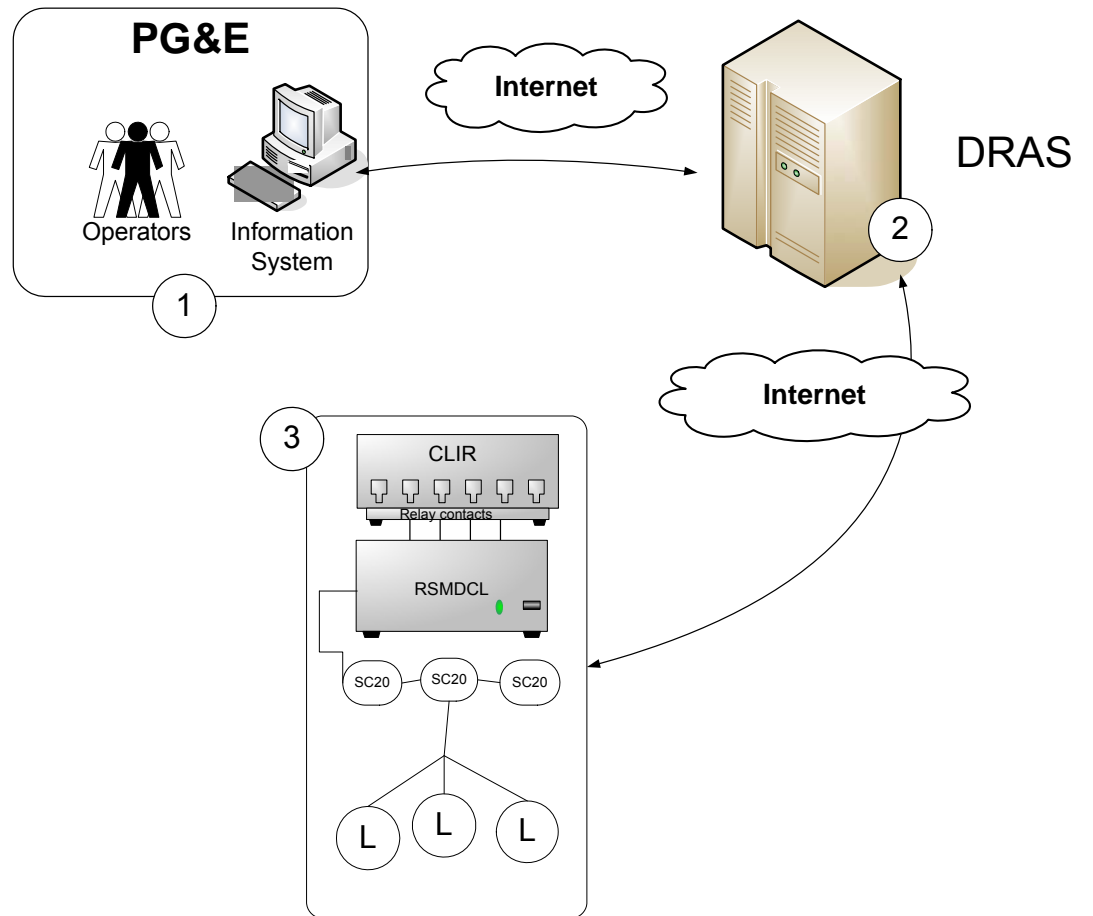 PG&E
Operators
Information
System
1
Internet
2
DRAS
Internet
3
CLIR
Relay contacts
RSMDCL
SC20
SC20
SC20
L
L
L